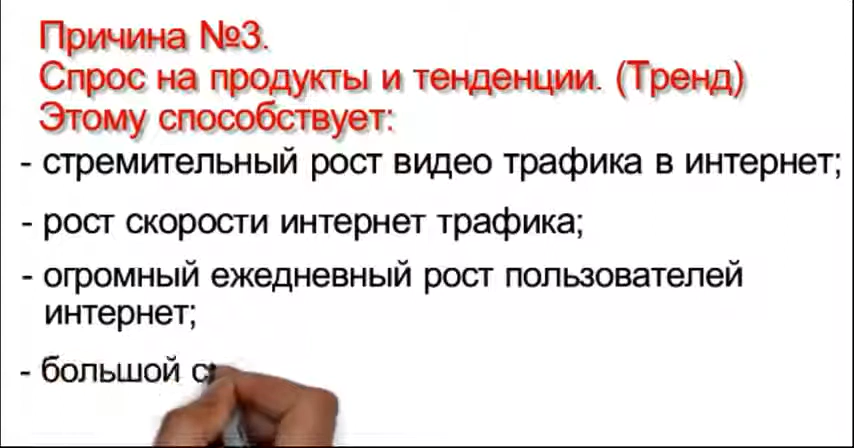 Причина №3.
Спрос на продукты и тенденции. (Тренд)
Этому способствует:
- стремительный рост видео трафика в интернет;
- рост скорости интернет трафика;
- огромный ежедневный рост пользователей
интернет;
- большой